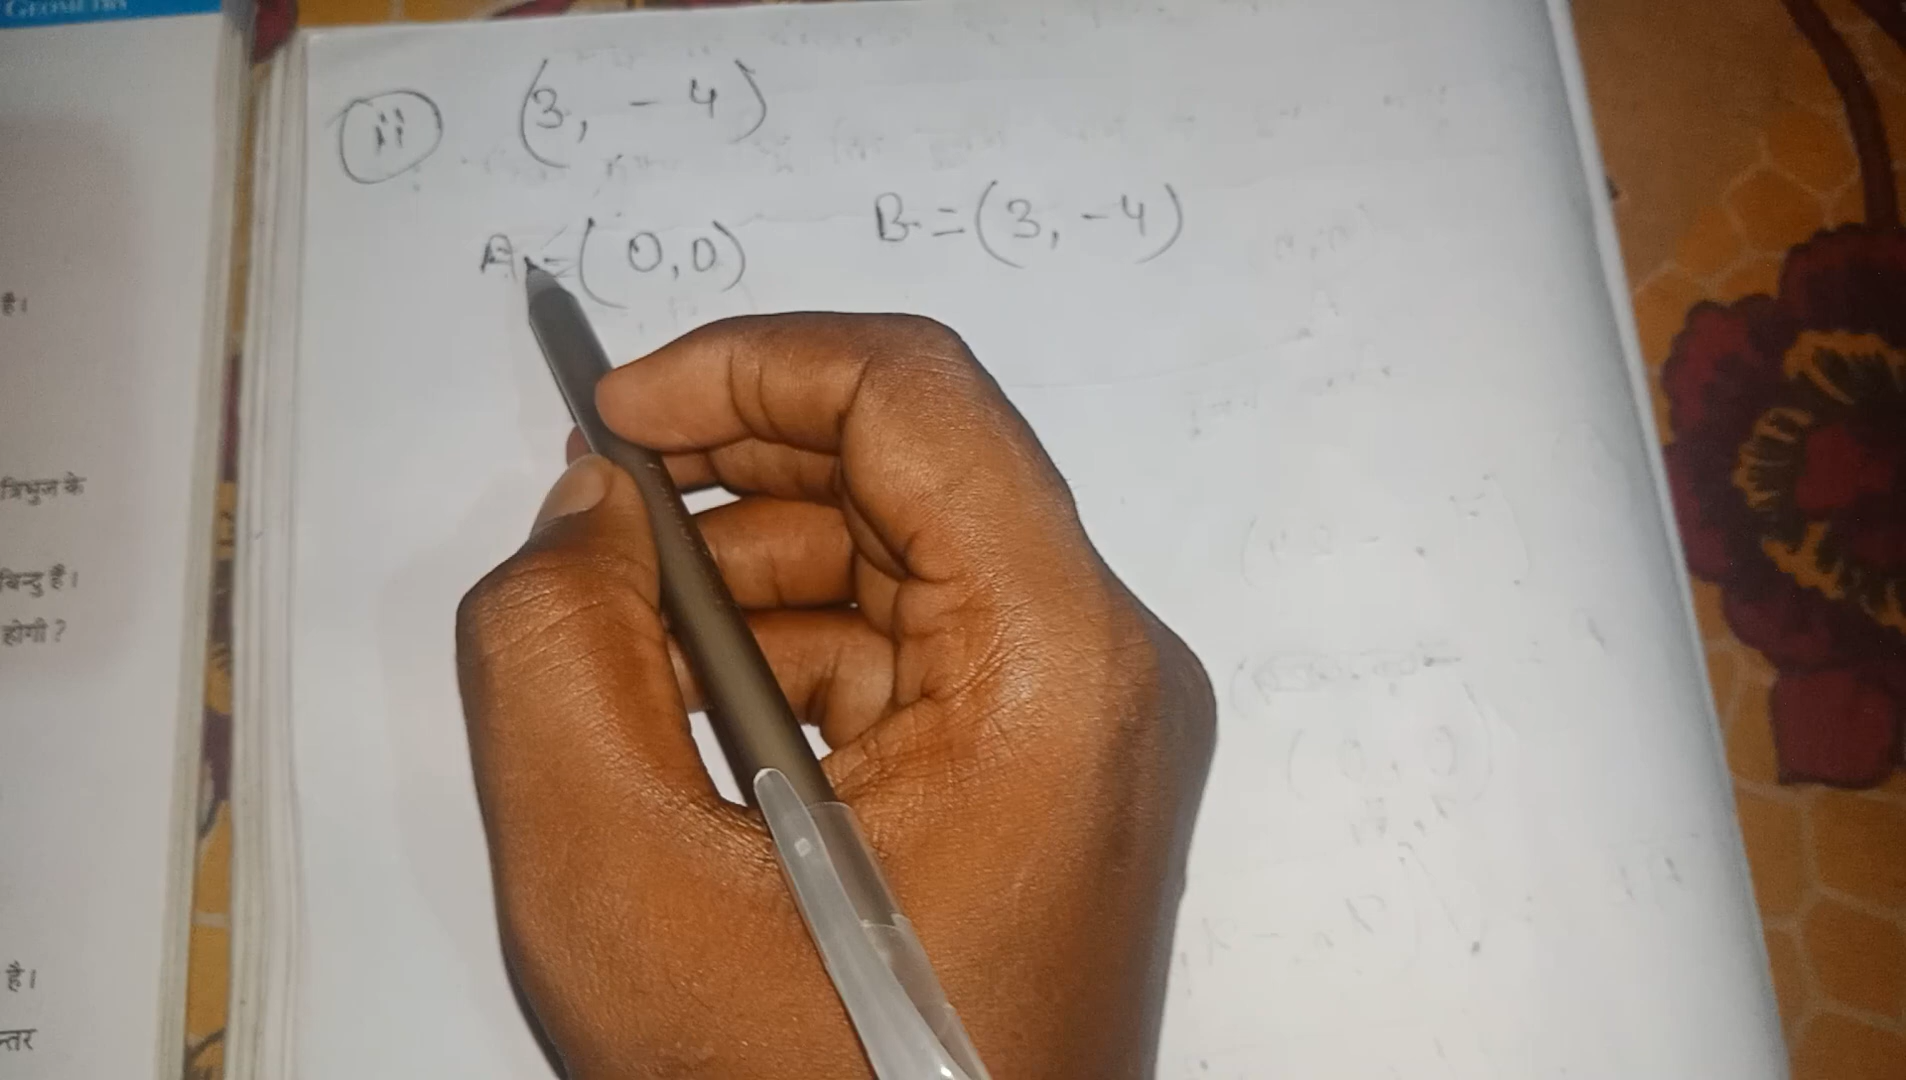 GEOMETRY
है।
त्रिभुज के
बिन्दु हैं।
होगी ?
है।
न्तर
ii (3, - 4)
A = ( 0,0) B = (3, -4)